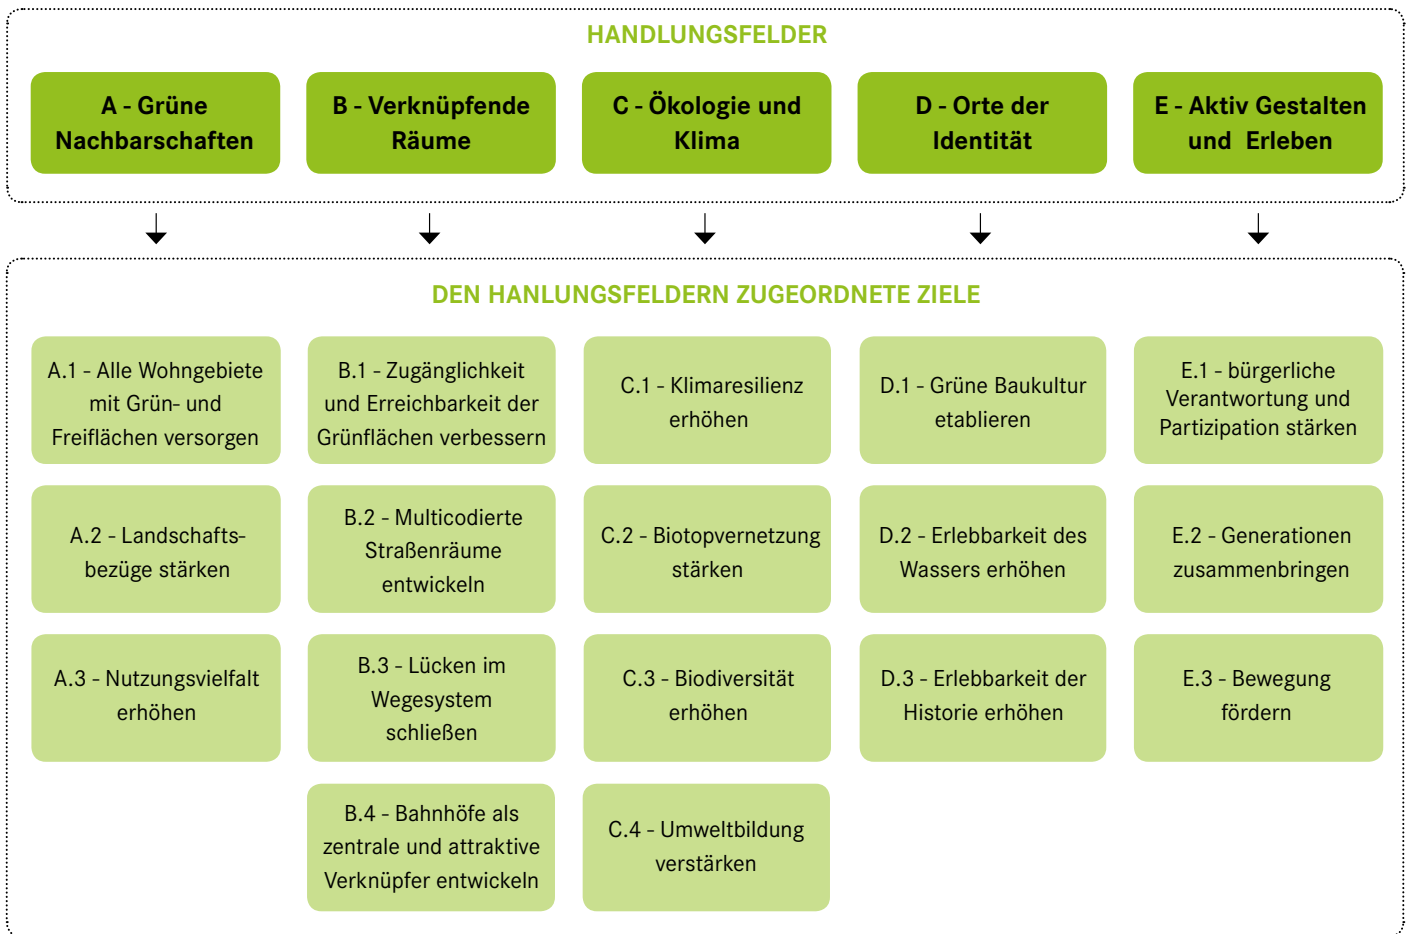 HANDLUNGSFELDER
A - Grüne
Nachbarschaften
B - Verknüpfende
Räume
C - Ökologie und
Klima
D - Orte der
Identität
E - Aktiv Gestalten
und Erleben
DEN HANLUNGSFELDERN ZUGEORDNETE ZIELE
A.1 - Alle Wohngebiete
mit Grün- und
Freiflächen versorgen
B.1 - Zugänglichkeit
und Erreichbarkeit der
Grünflächen verbessern
C.1 - Klimaresilienz
erhöhen
D.1 - Grüne Baukultur
etablieren
E.1 - bürgerliche
Verantwortung und
Partizipation stärken
A.2 - Landschafts-
bezüge stärken
B.2 - Multicodierte
Straßenräume
entwickeln
C.2 - Biotopvernetzung
stärken
D.2 - Erlebbarkeit des
Wassers erhöhen
E.2 - Generationen
zusammenbringen
A.3 - Nutzungsvielfalt
erhöhen
B.3 - Lücken im
Wegesystem
schließen
C.3 - Biodiversität
erhöhen
D.3 - Erlebbarkeit der
Historie erhöhen
E.3 - Bewegung
fördern
B.4 - Bahnhöfe als
zentrale und attraktive
Verknüpfer entwickeln
C.4 - Umweltbildung
verstärken